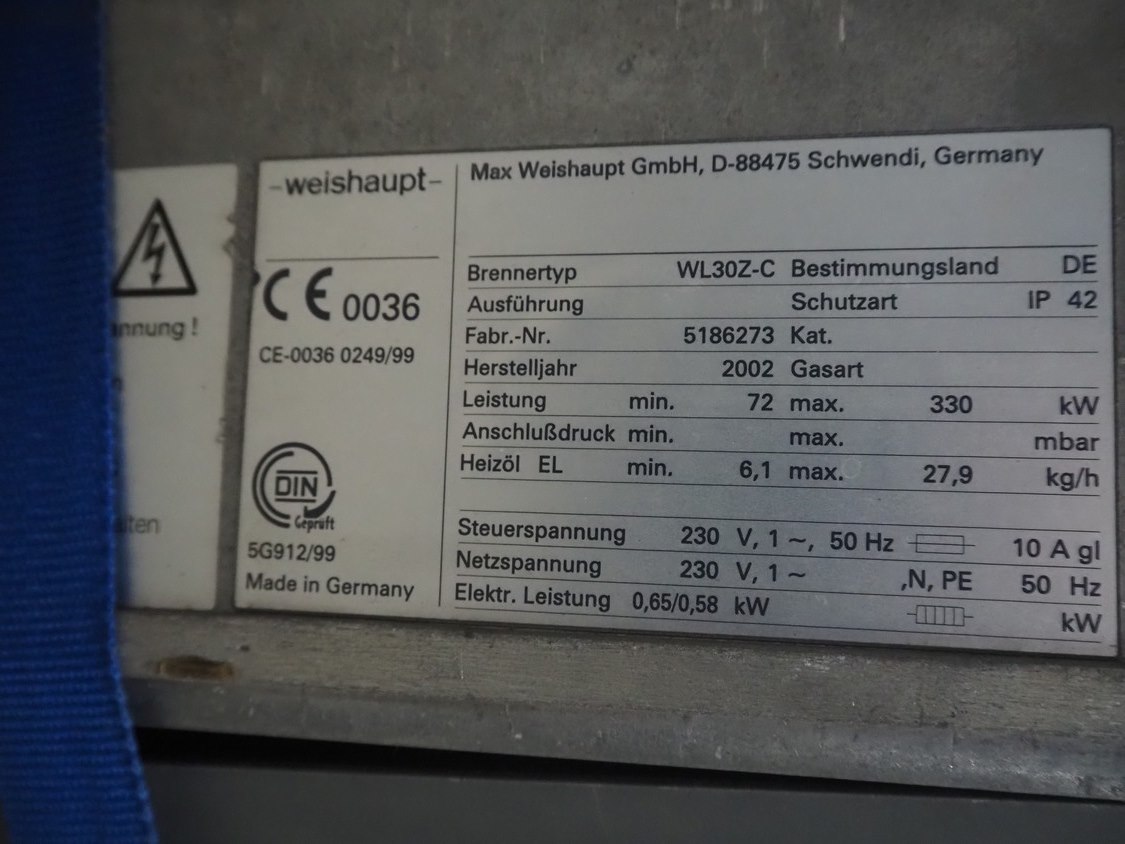 annung !
alten
-weishaupt-
CE 0036
CE-0036 0249/99
DIN
Geprüft
5G912/99
Made in Germany
Max Weishaupt GmbH, D-88475 Schwendi, Germany
Brennertyp WL30Z-C Bestimmungsland DE
Ausführung Schutzart IP 42
Fabr.-Nr. 5186273 Kat.
Herstelljahr 2002 Gasart
Leistung min. 72 max. 330 kW
Anschlußdruck min. max. mbar
Heizöl EL min. 6,1 max. 27,9 kg/h
Steuerspannung 230 V, 1 ~, 50 Hz 10 A gl
Netzspannung 230 V, 1 ~ ,N, PE 50 Hz
Elektr. Leistung 0,65/0,58 kW kW